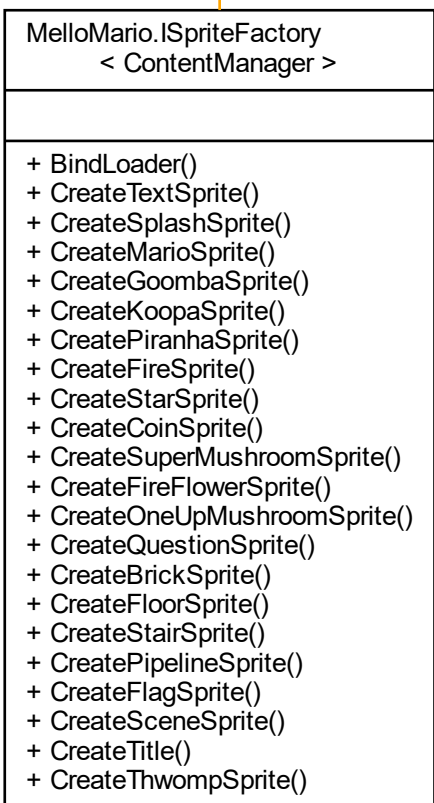 MelloMario.ISpriteFactory
< ContentManager >
+ BindLoader()
+ CreateTextSprite()
+ CreateSplashSprite()
+ CreateMarioSprite()
+ CreateGoombaSprite()
+ CreateKoopaSprite()
+ CreatePiranhaSprite()
+ CreateFireSprite()
+ CreateStarSprite()
+ CreateCoinSprite()
+ CreateSuperMushroomSprite()
+ CreateFireFlowerSprite()
+ CreateOneUpMushroomSprite()
+ CreateQuestionSprite()
+ CreateBrickSprite()
+ CreateFloorSprite()
+ CreateStairSprite()
+ CreatePipelineSprite()
+ CreateFlagSprite()
+ CreateSceneSprite()
+ CreateTitle()
+ CreateThwompSprite()